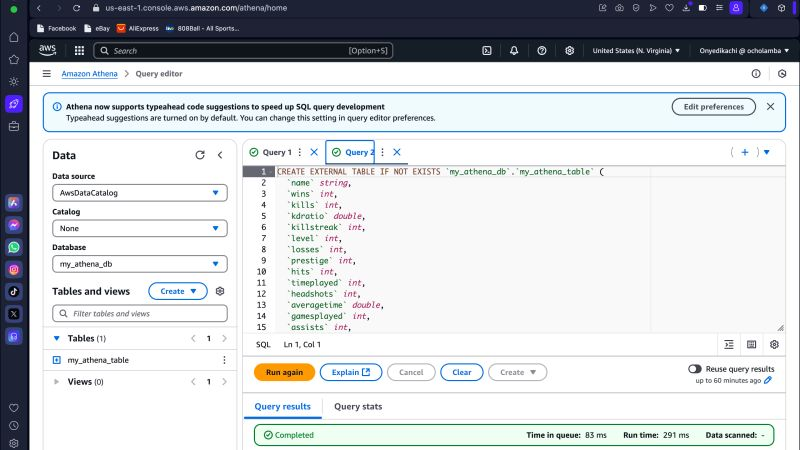 us-east-1.console.aws.amazon.com/athena/home
Facebook eBay AliExpress 808Ball - All Sports...
aws Search [Option+S] United States (N. Virginia) Onyedikachi @ ocholamba
Amazon Athena > Query editor
Athena now supports typeahead code suggestions to speed up SQL query development
Typeahead suggestions are turned on by default. You can change this setting in query editor preferences.
Edit preferences
Data
Data source
AwsDataCatalog
Catalog
None
Database
my_athena_db
Tables and views Create
Filter tables and views
Tables (1) 1
my_athena_table
Views (0) 1
Query 1 Query 2
1 CREATE EXTERNAL TABLE IF NOT EXISTS `my_athena_db`.`my_athena_table` (
2 `name` string,
3 `wins` int,
4 `kills` int,
5 `kdratio` double,
6 `killstreak` int,
7 `level` int,
8 `losses` int,
9 `prestige` int,
10 `hits` int,
11 `timeplayed` int,
12 `headshots` int,
13 `averagetime` double,
14 `gamesplayed` int,
15 `assists` int,
SQL Ln 1, Col 1
Run again Explain Cancel Clear Create
Reuse query results
up to 60 minutes ago
Query results Query stats
Completed Time in queue: 83 ms Run time: 291 ms Data scanned: -